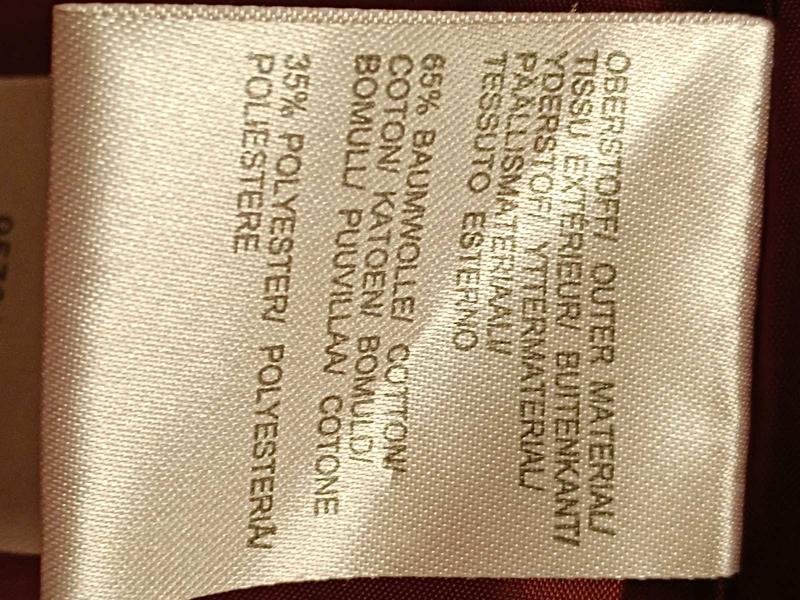 OBERSTOFF/ OUTER MATERIAL/
TISSU EXTERIEUR/ BUITENKANT/
YDERSTOF/ YTTERMATERIAL/
PÄÄLLISMATERIAALI/
TESSUTO ESTERNO
65% BAUMWOLLE/ COTTON/
COTON/ KATOEN/ BOMULD/
BOMULL/ PUUVILLAA/ COTONE
35% POLYESTER/ POLYESTERIA/
POLIESTERE